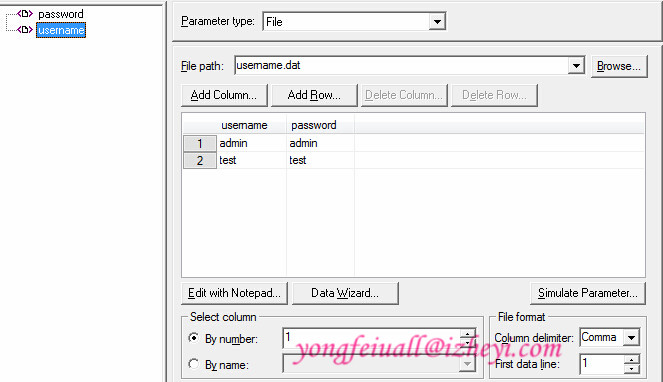 password
username
Parameter type: File
File path: username.dat Browse...
Add Column... Add Row... Delete Column... Delete Row...
username password
1 admin admin
2 test test
Edit with Notepad... Data Wizard... Simulate Parameter...
Select column File format
By number: 1 Column delimiter: Comma
yongfeiuall@izheyi.com
By name: First data line: 1